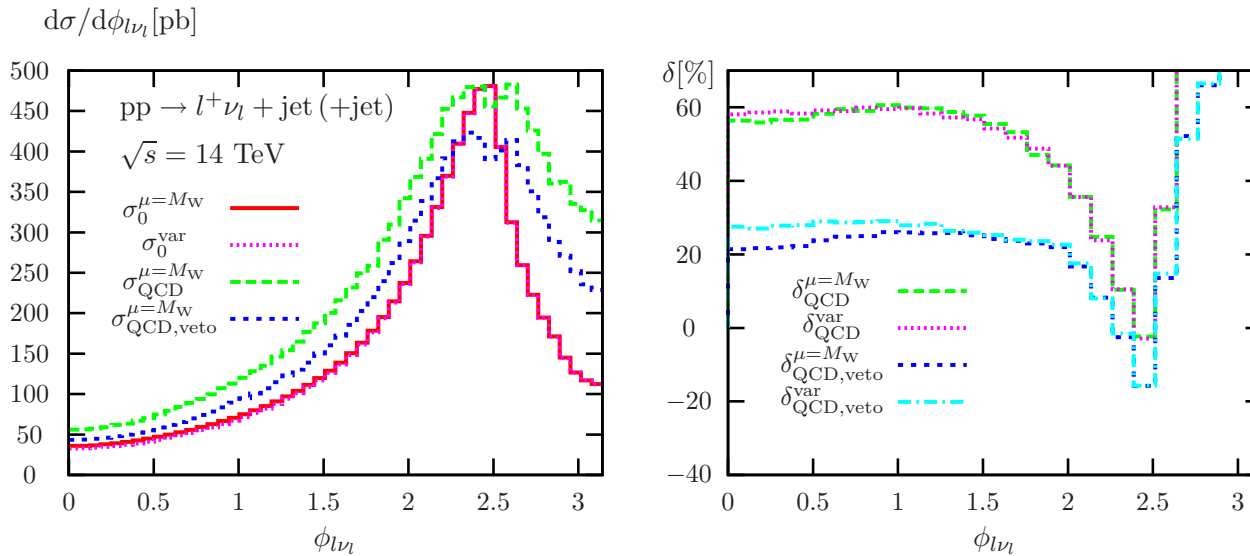 dσ/dϕ_{lν_l}[pb]
500
450
400
350
300
250
200
150
100
50
0
pp → l⁺ν_l + jet (+jet)
√s = 14 TeV
σ_0^{μ=M_W}
σ_0^{var}
σ_{QCD}^{μ=M_W}
σ_{QCD,veto}^{μ=M_W}
0 0.5 1 1.5 2 2.5 3
ϕ_{lν_l}
δ[%]
60
40
20
0
−20
−40
δ_{QCD}^{μ=M_W}
δ_{QCD}^{var}
δ_{QCD,veto}^{μ=M_W}
δ_{QCD,veto}^{var}
0 0.5 1 1.5 2 2.5 3
ϕ_{lν_l}